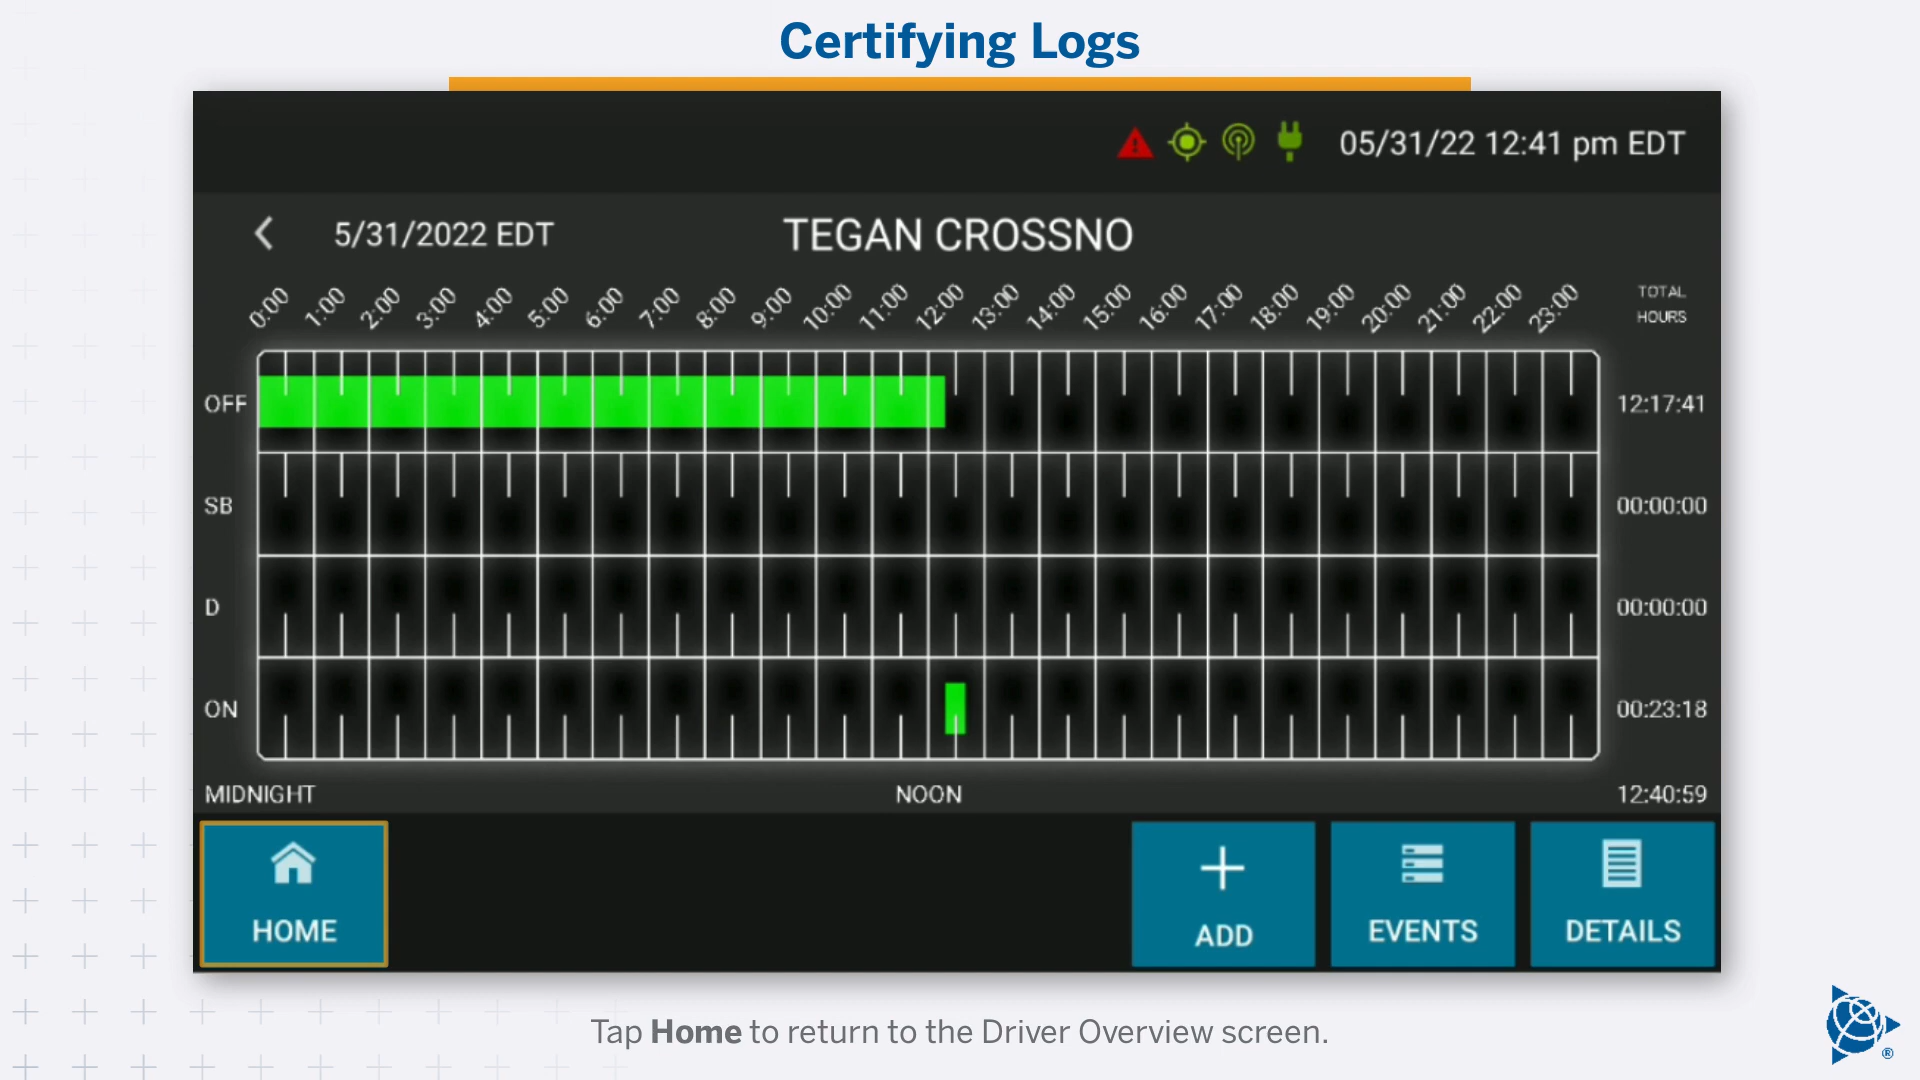 Certifying Logs
05/31/22 12:41 pm EDT
5/31/2022 EDT
TEGAN CROSSNO
0:00 1:00 2:00 3:00 4:00 5:00 6:00 7:00 8:00 9:00 10:00 11:00 12:00 13:00 14:00 15:00 16:00 17:00 18:00 19:00 20:00 21:00 22:00 23:00
TOTAL
HOURS
OFF 12:17:41
SB 00:00:00
D 00:00:00
ON 00:23:18
MIDNIGHT NOON 12:40:59
HOME ADD EVENTS DETAILS
Tap Home to return to the Driver Overview screen.
®